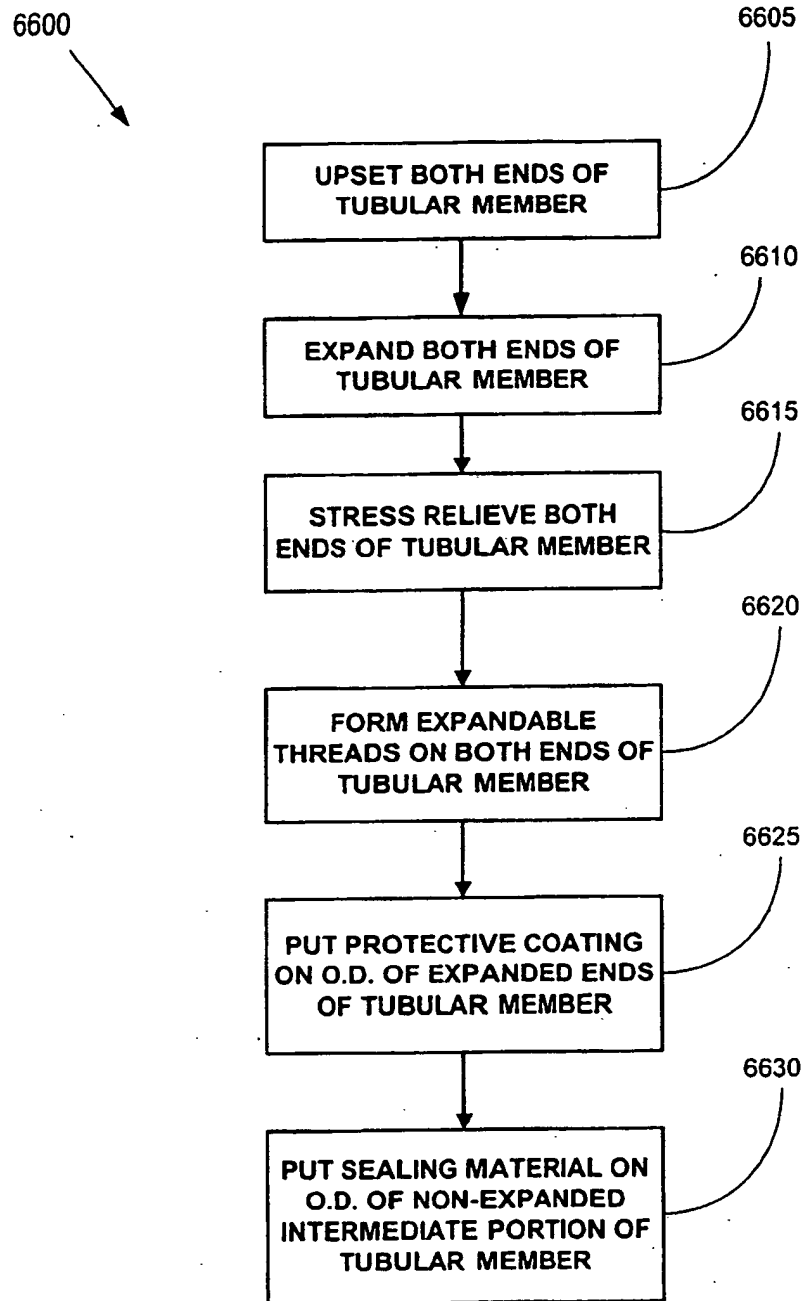 6600
6605
UPSET BOTH ENDS OF
TUBULAR MEMBER
6610
EXPAND BOTH ENDS OF
TUBULAR MEMBER
6615
STRESS RELIEVE BOTH
ENDS OF TUBULAR MEMBER
6620
FORM EXPANDABLE
THREADS ON BOTH ENDS OF
TUBULAR MEMBER
6625
PUT PROTECTIVE COATING
ON O.D. OF EXPANDED ENDS
OF TUBULAR MEMBER
6630
PUT SEALING MATERIAL ON
O.D. OF NON-EXPANDED
INTERMEDIATE PORTION OF
TUBULAR MEMBER